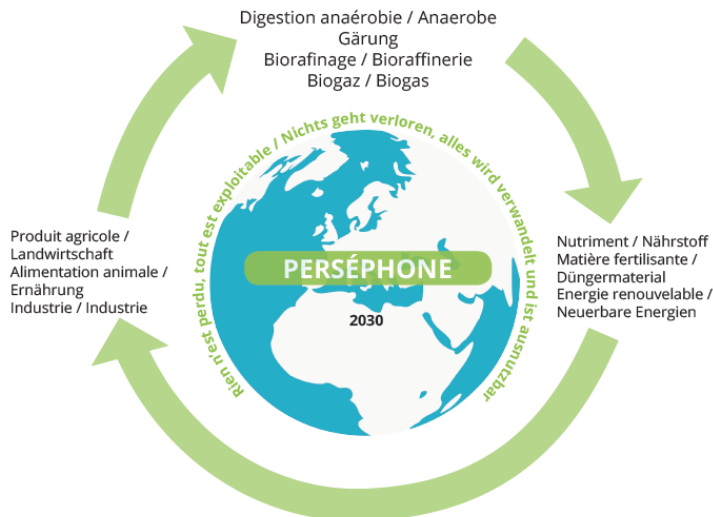 Digestion anaérobie / Anaerobe
Gärung
Biorafinage / Bioraffinerie
Biogaz / Biogas
Rien n'est perdu, tout est exploitable / Nichts geht verloren, alles wird verwandelt und ist ausnutzbar
Produit agricole /
Landwirtschaft
Alimentation animale /
Ernährung
Industrie / Industrie
PERSÉPHONE
2030
Nutriment / Nährstoff
Matière fertilisante /
Düngermaterial
Energie renouvelable /
Neuerbare Energien